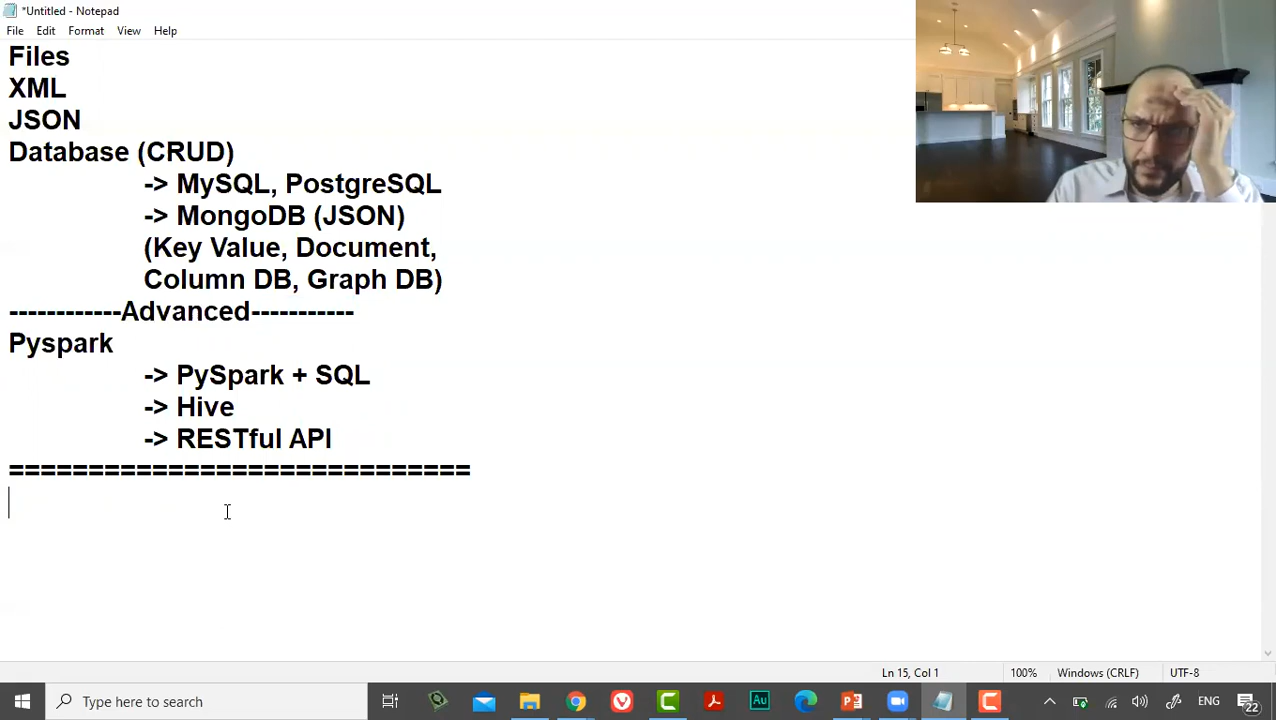 *Untitled - Notepad
File Edit Format View Help
Files
XML
JSON
Database (CRUD)
-> MySQL, PostgreSQL
-> MongoDB (JSON)
(Key Value, Document,
Column DB, Graph DB)
------------Advanced-----------
Pyspark
-> PySpark + SQL
-> Hive
-> RESTful API
=============================
Ln 15, Col 1 100% Windows (CRLF) UTF-8
Type here to search Au ENG 22